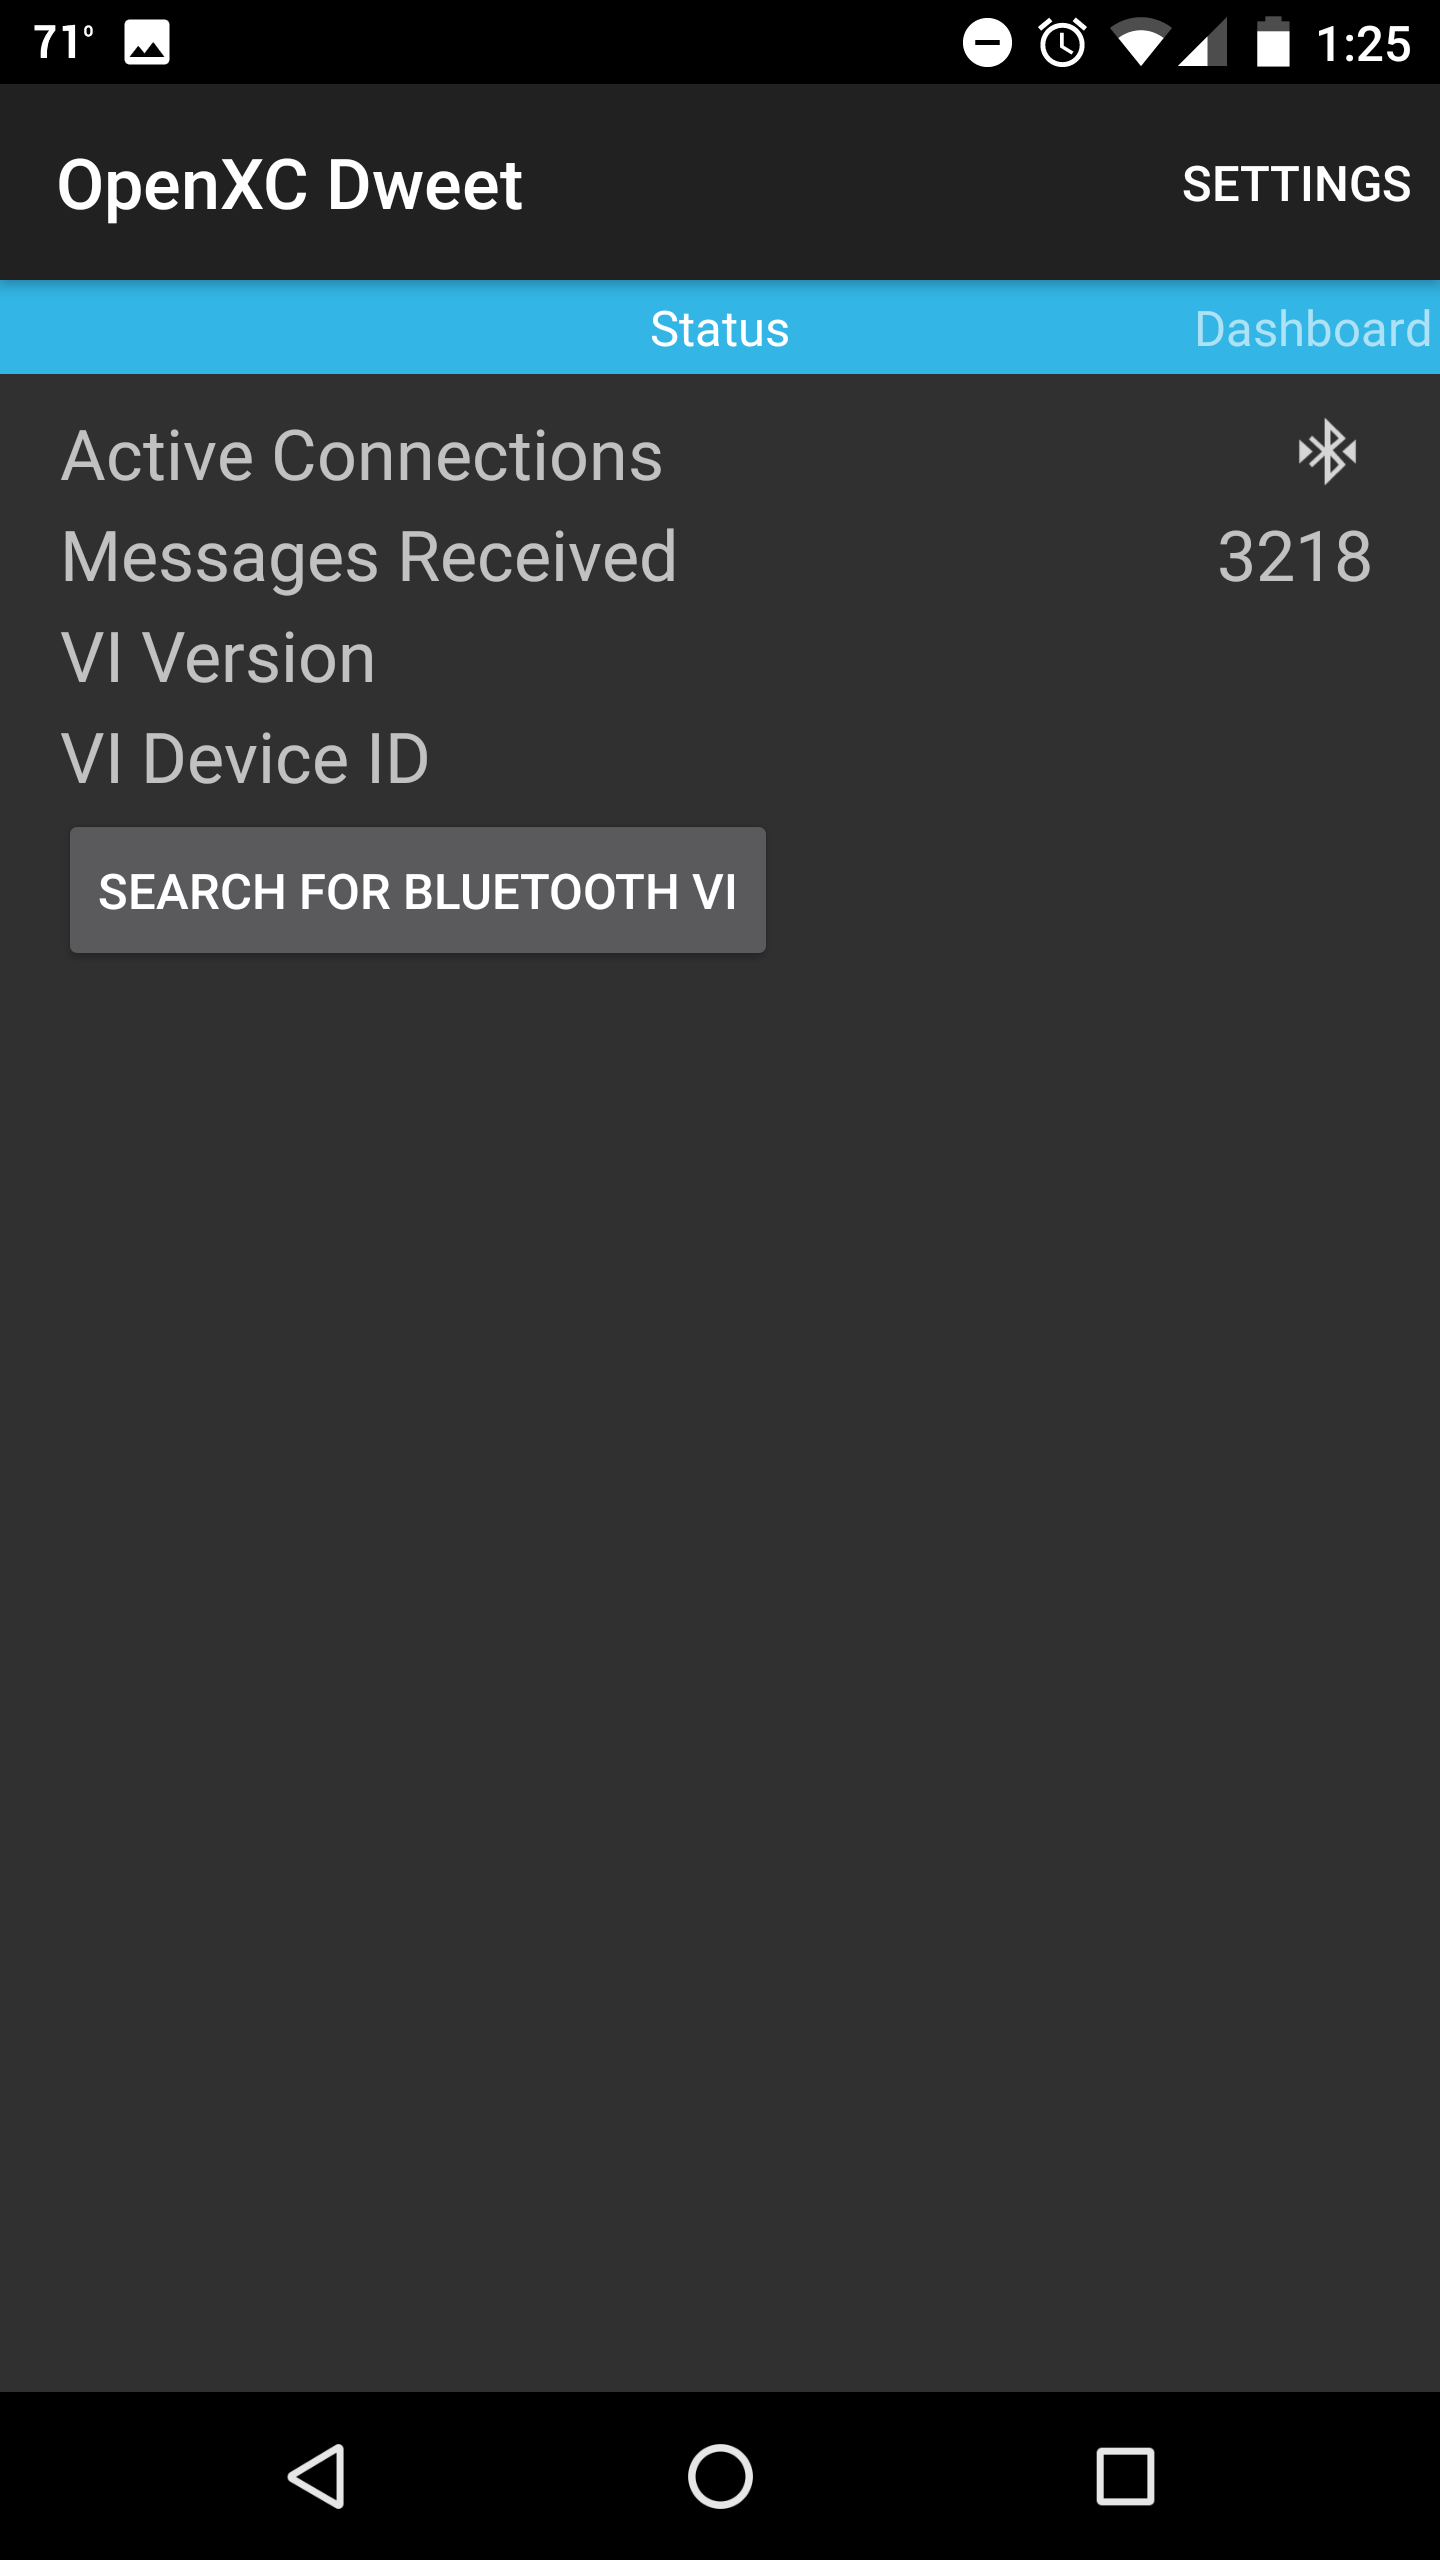 71° 1:25
OpenXC Dweet SETTINGS
Status Dashboard
Active Connections
Messages Received 3218
VI Version
VI Device ID
SEARCH FOR BLUETOOTH VI